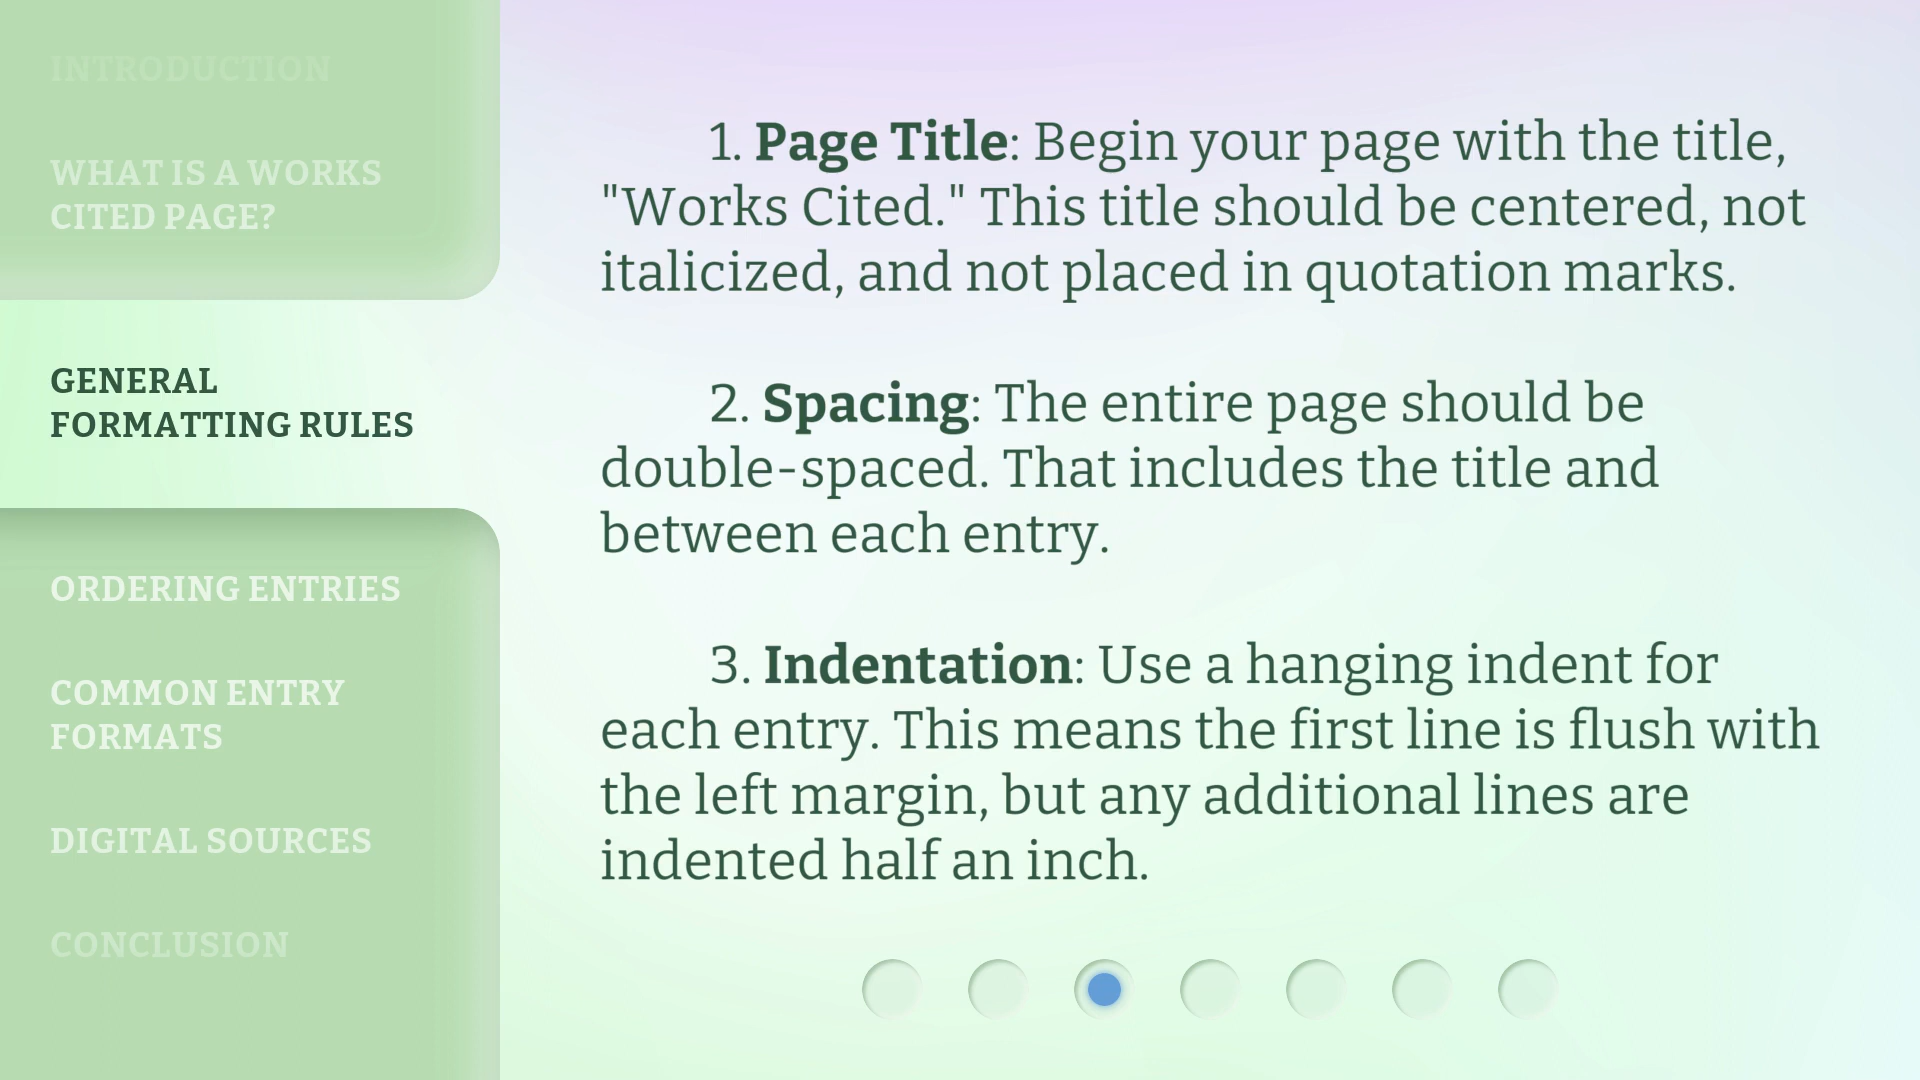 INTRODUCTION
WHAT IS A WORKS
CITED PAGE?
GENERAL
FORMATTING RULES
ORDERING ENTRIES
COMMON ENTRY
FORMATS
DIGITAL SOURCES
CONCLUSION
1. Page Title: Begin your page with the title,
"Works Cited." This title should be centered, not
italicized, and not placed in quotation marks.
2. Spacing: The entire page should be
double-spaced. That includes the title and
between each entry.
3. Indentation: Use a hanging indent for
each entry. This means the first line is flush with
the left margin, but any additional lines are
indented half an inch.